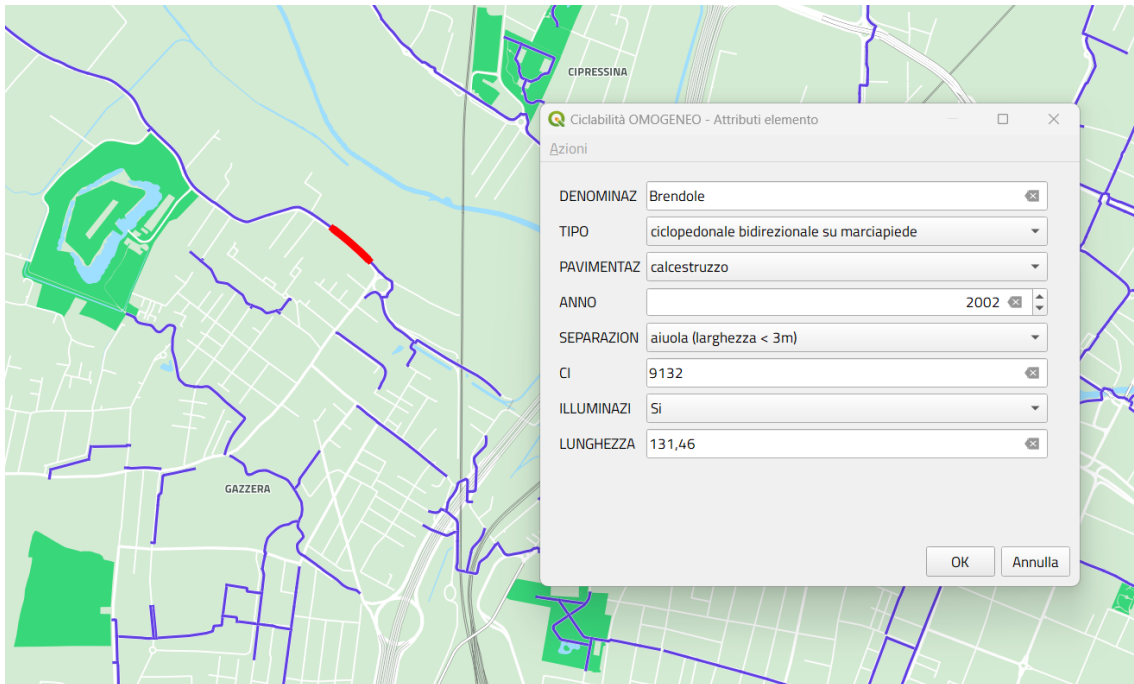 CIPRESSINA
GAZZERA
Ciclabilità OMOGENEO - Attributi elemento
Azioni
DENOMINAZ Brendole
TIPO ciclopedonale bidirezionale su marciapiede
PAVIMENTAZ calcestruzzo
ANNO 2002
SEPARAZION aiuola (larghezza < 3m)
CI 9132
ILLUMINAZI Si
LUNGHEZZA 131,46
OK Annulla